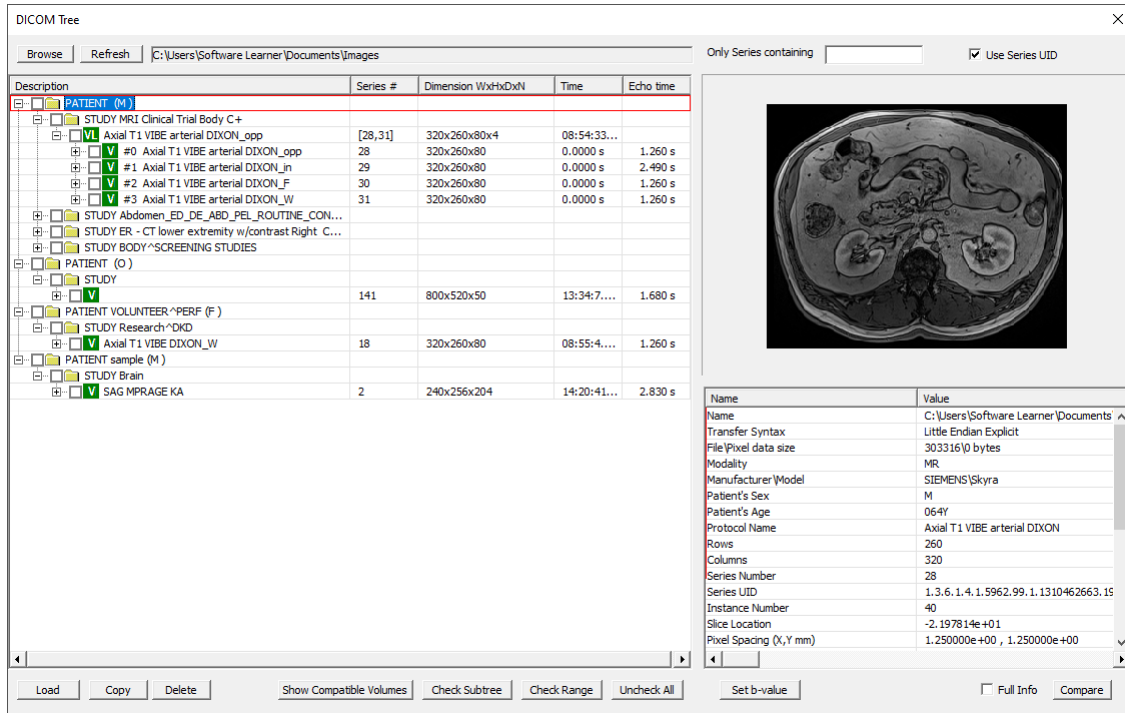 DICOM Tree
Browse Refresh C:\Users\Software Learner\Documents\Images Only Series containing Use Series UID
Description Series # Dimension WxHxDxN Time Echo time
PATIENT (M )
STUDY MRI Clinical Trial Body C+
VL Axial T1 VIBE arterial DIXON_opp [28,31] 320x260x80x4 08:54:33...
V #0 Axial T1 VIBE arterial DIXON_opp 28 320x260x80 0.0000 s 1.260 s
V #1 Axial T1 VIBE arterial DIXON_in 29 320x260x80 0.0000 s 2.490 s
V #2 Axial T1 VIBE arterial DIXON_F 30 320x260x80 0.0000 s 1.260 s
V #3 Axial T1 VIBE arterial DIXON_W 31 320x260x80 0.0000 s 1.260 s
STUDY Abdomen_ED_DE_ABD_PEL_ROUTINE_CON...
STUDY ER - CT lower extremity w/contrast Right C...
STUDY BODY^SCREENING STUDIES
PATIENT (O )
STUDY
V 141 800x520x50 13:34:7.... 1.680 s
PATIENT VOLUNTEER^PERF (F )
STUDY Research^DKD
V Axial T1 VIBE DIXON_W 18 320x260x80 08:55:4.... 1.260 s
PATIENT sample (M )
STUDY Brain
V SAG MPRAGE KA 2 240x256x204 14:20:41... 2.830 s
Name Value
Name C:\Users\Software Learner\Documents
Transfer Syntax Little Endian Explicit
File\Pixel data size 303316\0 bytes
Modality MR
Manufacturer\Model SIEMENS\Skyra
Patient's Sex M
Patient's Age 064Y
Protocol Name Axial T1 VIBE arterial DIXON
Rows 260
Columns 320
Series Number 28
Series UID 1.3.6.1.4.1.5962.99.1.1310462663.19
Instance Number 40
Slice Location -2.197814e+01
Pixel Spacing (X,Y mm) 1.250000e+00 , 1.250000e+00
Load Copy Delete Show Compatible Volumes Check Subtree Check Range Uncheck All Set b-value Full Info Compare